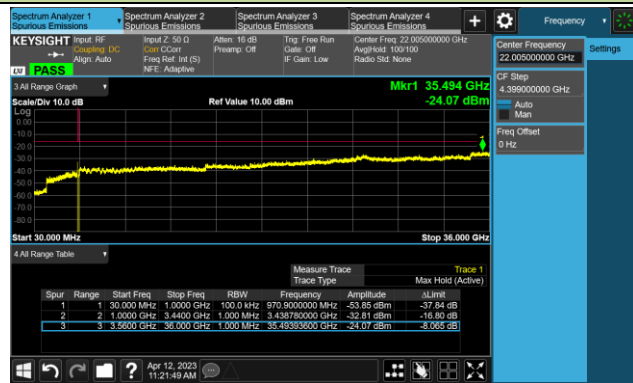 Spectrum Analyzer 1
Spurious Emissions
Spectrum Analyzer 2
Spurious Emissions
Spectrum Analyzer 3
Spurious Emissions
Spectrum Analyzer 4
Spurious Emissions
Frequency
KEYSIGHT
Input: RF
Coupling: DC
Align: Auto
Input Z: 50 Ω
Corr CCorr
Freq Ref: Int (S)
NFE: Adaptive
Atten: 16 dB
Preamp: Off
Trig: Free Run
Gate: Off
IF Gain: Low
Center Freq: 22.005000000 GHz
Avg|Hold: 100/100
Radio Std: None
LXI PASS
Center Frequency
22.005000000 GHz
Settings
CF Step
4.399000000 GHz
Auto
Man
Freq Offset
0 Hz
3 All Range Graph
Mkr1 35.494 GHz
Scale/Div 10.0 dB
Ref Value 10.00 dBm
-24.07 dBm
Log
0.00
-10.0
-20.0
-30.0
-40.0
-50.0
-60.0
-70.0
-80.0
1
Start 30.000 MHz
Stop 36.000 GHz
4 All Range Table
Measure Trace Trace 1
Trace Type Max Hold (Active)
Spur Range Start Freq Stop Freq RBW Frequency Amplitude ΔLimit
1 1 30.000 MHz 1.0000 GHz 100.0 kHz 970.9000000 MHz -53.85 dBm -37.84 dB
2 2 1.0000 GHz 3.4400 GHz 1.000 MHz 3.438780000 GHz -32.81 dBm -16.80 dB
3 3 3.5600 GHz 36.000 GHz 1.000 MHz 35.49393600 GHz -24.07 dBm -8.065 dB
Apr 12, 2023
11:21:49 AM